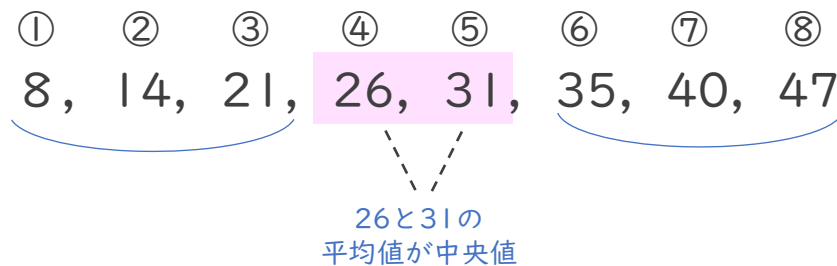 ① ② ③ ④ ⑤ ⑥ ⑦ ⑧
8, 14, 21, 26, 31, 35, 40, 47
26と31の
平均値が中央値